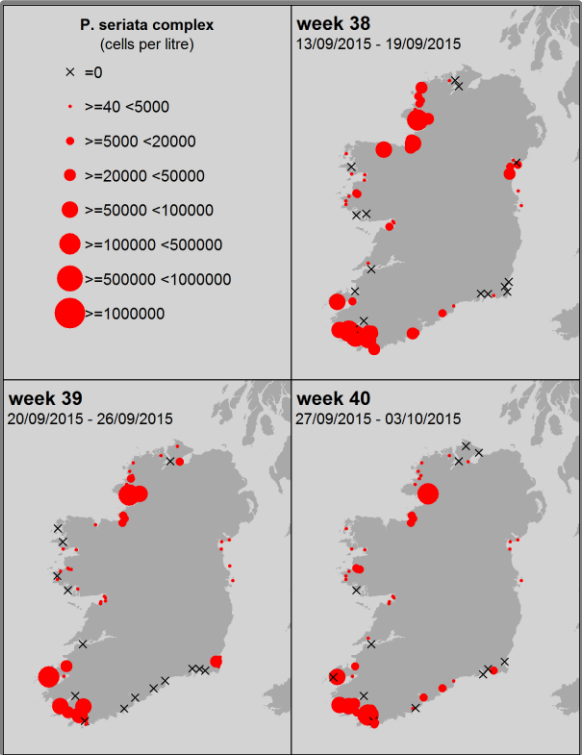 P. seriata complex
(cells per litre)
=0
>=40 <5000
>=5000 <20000
>=20000 <50000
>=50000 <100000
>=100000 <500000
>=500000 <1000000
>=1000000
week 38
13/09/2015 - 19/09/2015
week 39
20/09/2015 - 26/09/2015
week 40
27/09/2015 - 03/10/2015